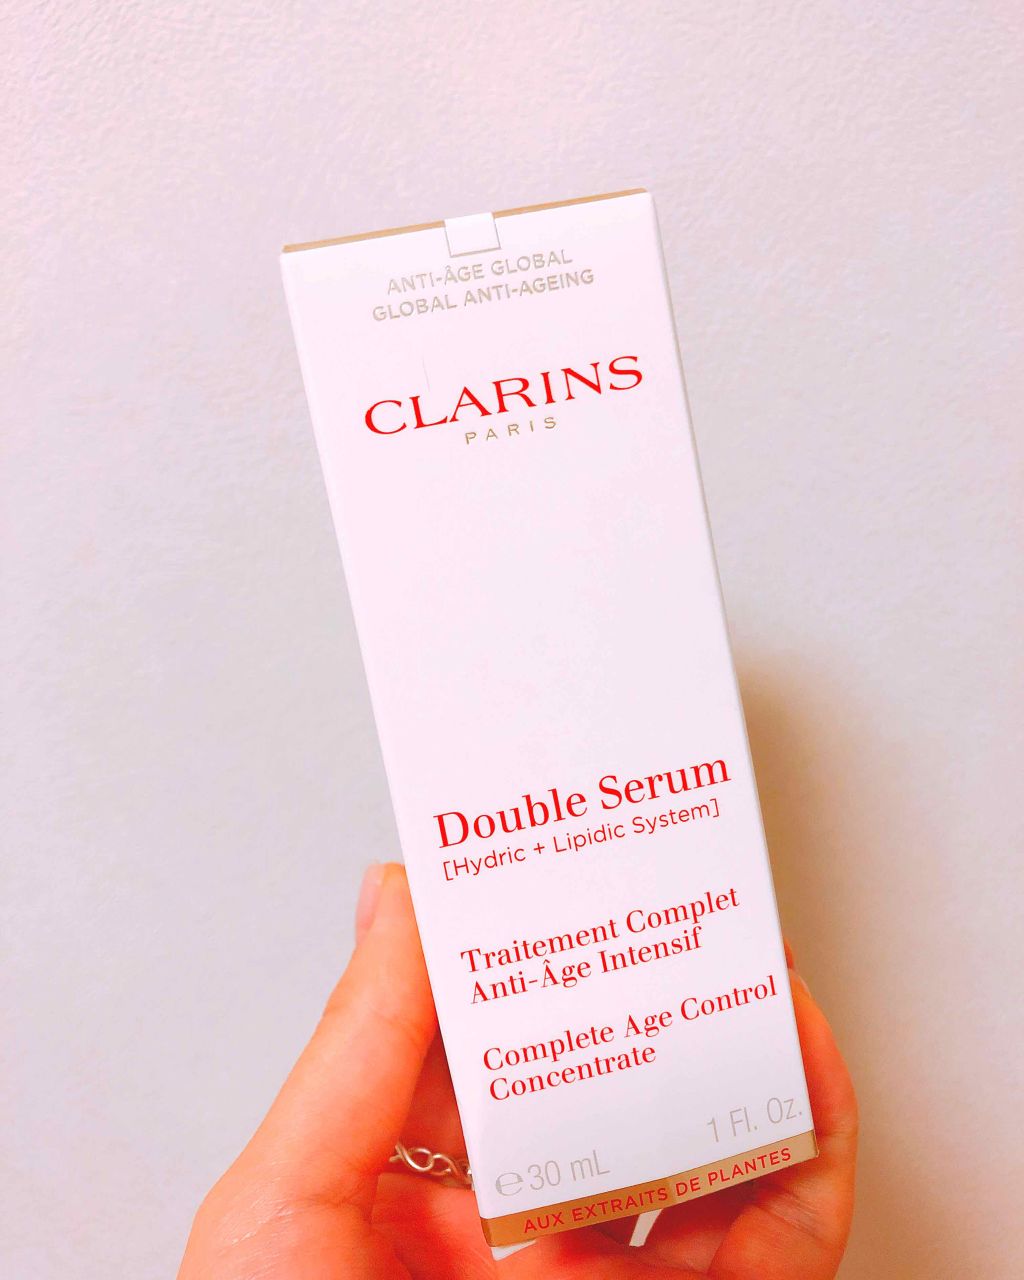 ANTI-ÂGE GLOBAL
GLOBAL ANTI-AGEING
CLARINS
PARIS
Double Serum
[Hydric + Lipidic System]
Traitement Complet
Anti-Âge Intensif
Complete Age Control
Concentrate
℮30 mL 1 Fl. Oz.
AUX EXTRAITS DE PLANTES